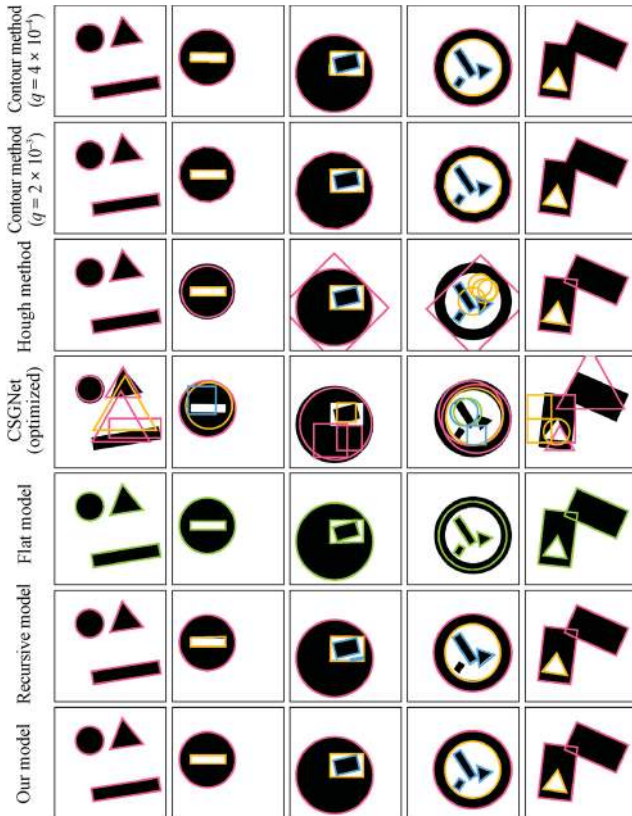 Contour method
(q = 4 × 10⁻⁴)
Contour method
(q = 2 × 10⁻³)
Hough method
CSGNet
(optimized)
Flat model
Recursive model
Our model